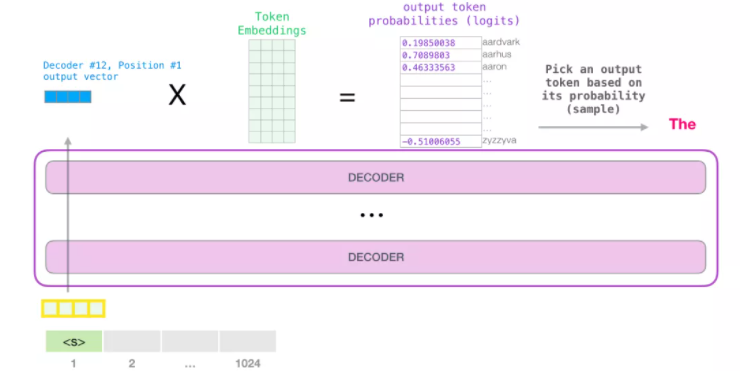 Token
Embeddings
output token
probabilities (logits)
Decoder #12, Position #1
output vector
X
=
0.19850038 aardvark
0.7089803 aarhus
0.46333563 aaron
...
...
...
...
...
-0.51006055 zyzzyva
Pick an output
token based on
its probability
(sample)
The
DECODER
...
DECODER
<S>
1 2 ... 1024